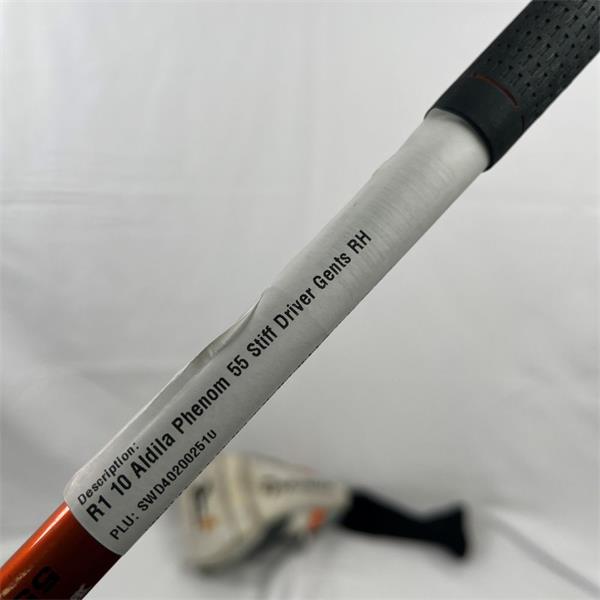 Description:
R1 10 Aldila Phenom 55 Stiff Driver Gents RH
PLU: SWD40200251U